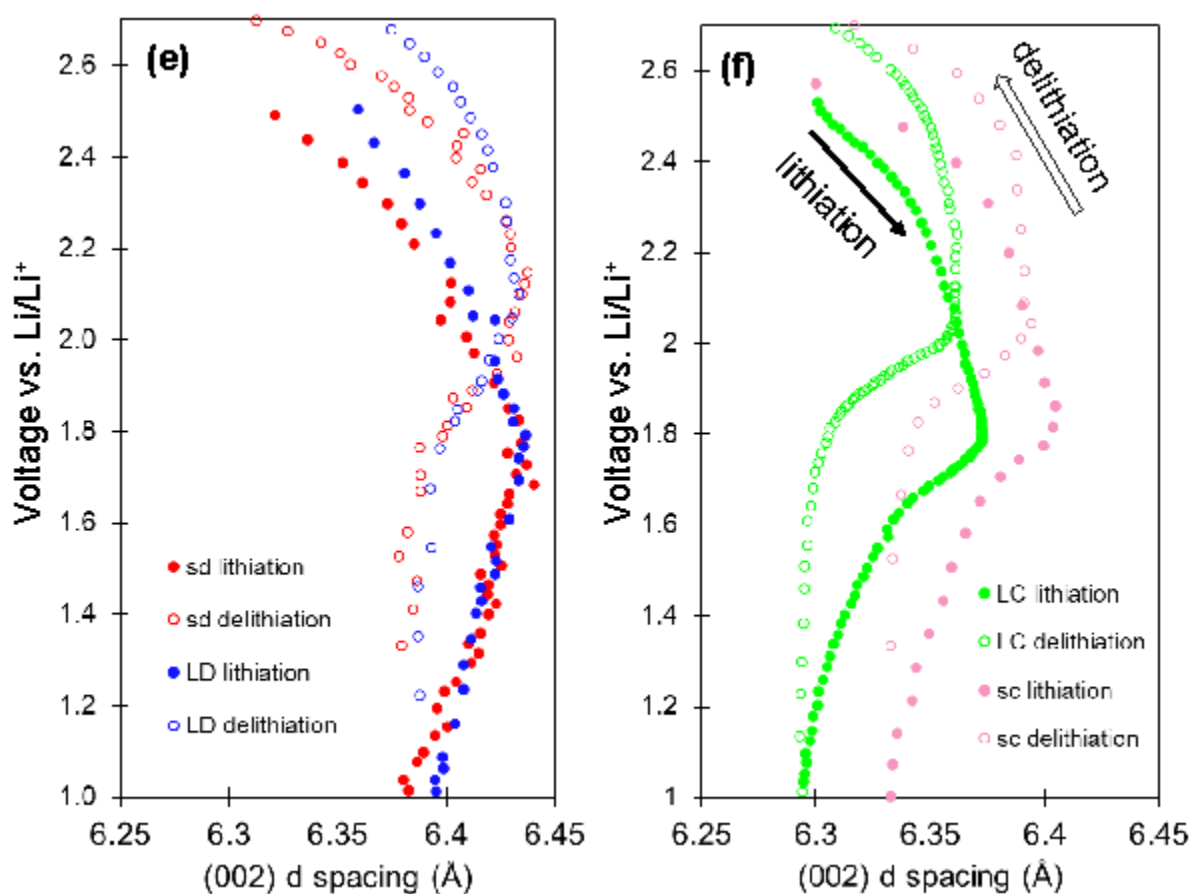 (e)
Voltage vs. Li/Li⁺
2.6
2.4
2.2
2.0
1.8
1.6
1.4
1.2
1.0
sd lithiation
sd delithiation
LD lithiation
LD delithiation
6.25
6.3
6.35
6.4
6.45
(002) d spacing (Å)
(f)
Voltage vs. Li/Li⁺
2.6
2.4
2.2
2
1.8
1.6
1.4
1.2
1
lithiation
delithiation
LC lithiation
LC delithiation
sc lithiation
sc delithiation
6.25
6.3
6.35
6.4
6.45
(002) d spacing (Å)